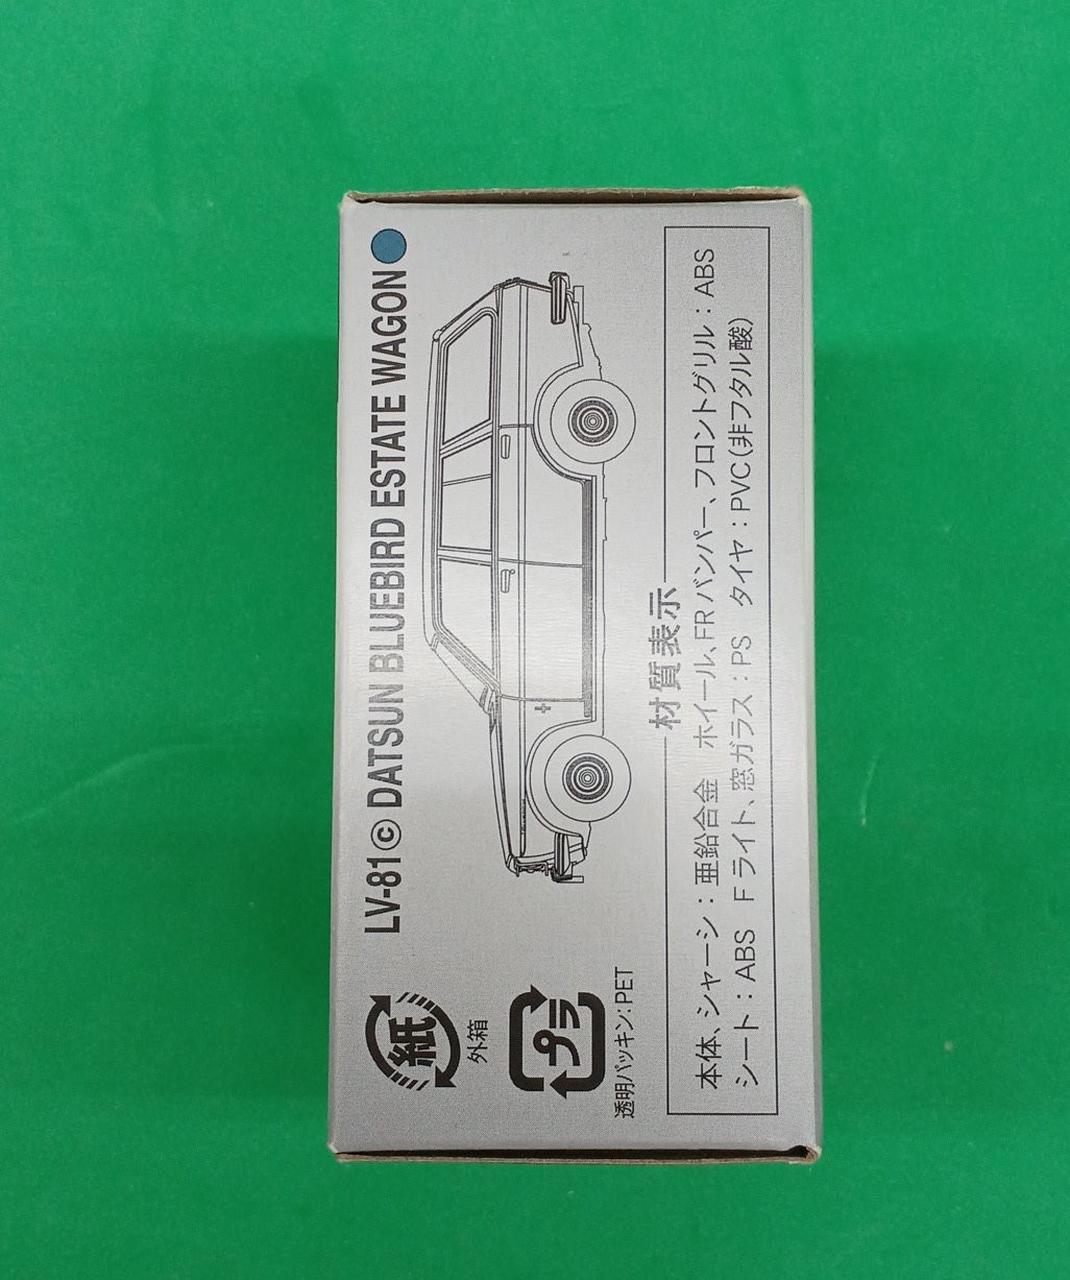 LV-81ⓒ DATSUN BLUEBIRD ESTATE WAGON
紙
外箱
プラ
透明パッキン:PET
材質表示
本体、シャーシ：亜鉛合金　ホイール、FRバンパー、フロントグリル：ABS
シート：ABS　Fライト、窓ガラス：PS　タイヤ：PVC(非フタル酸)